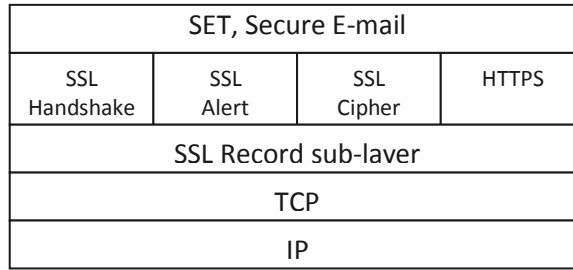 SET, Secure E-mail
SSL Handshake
SSL Alert
SSL Cipher
HTTPS
SSL Record sub-laver
TCP
IP